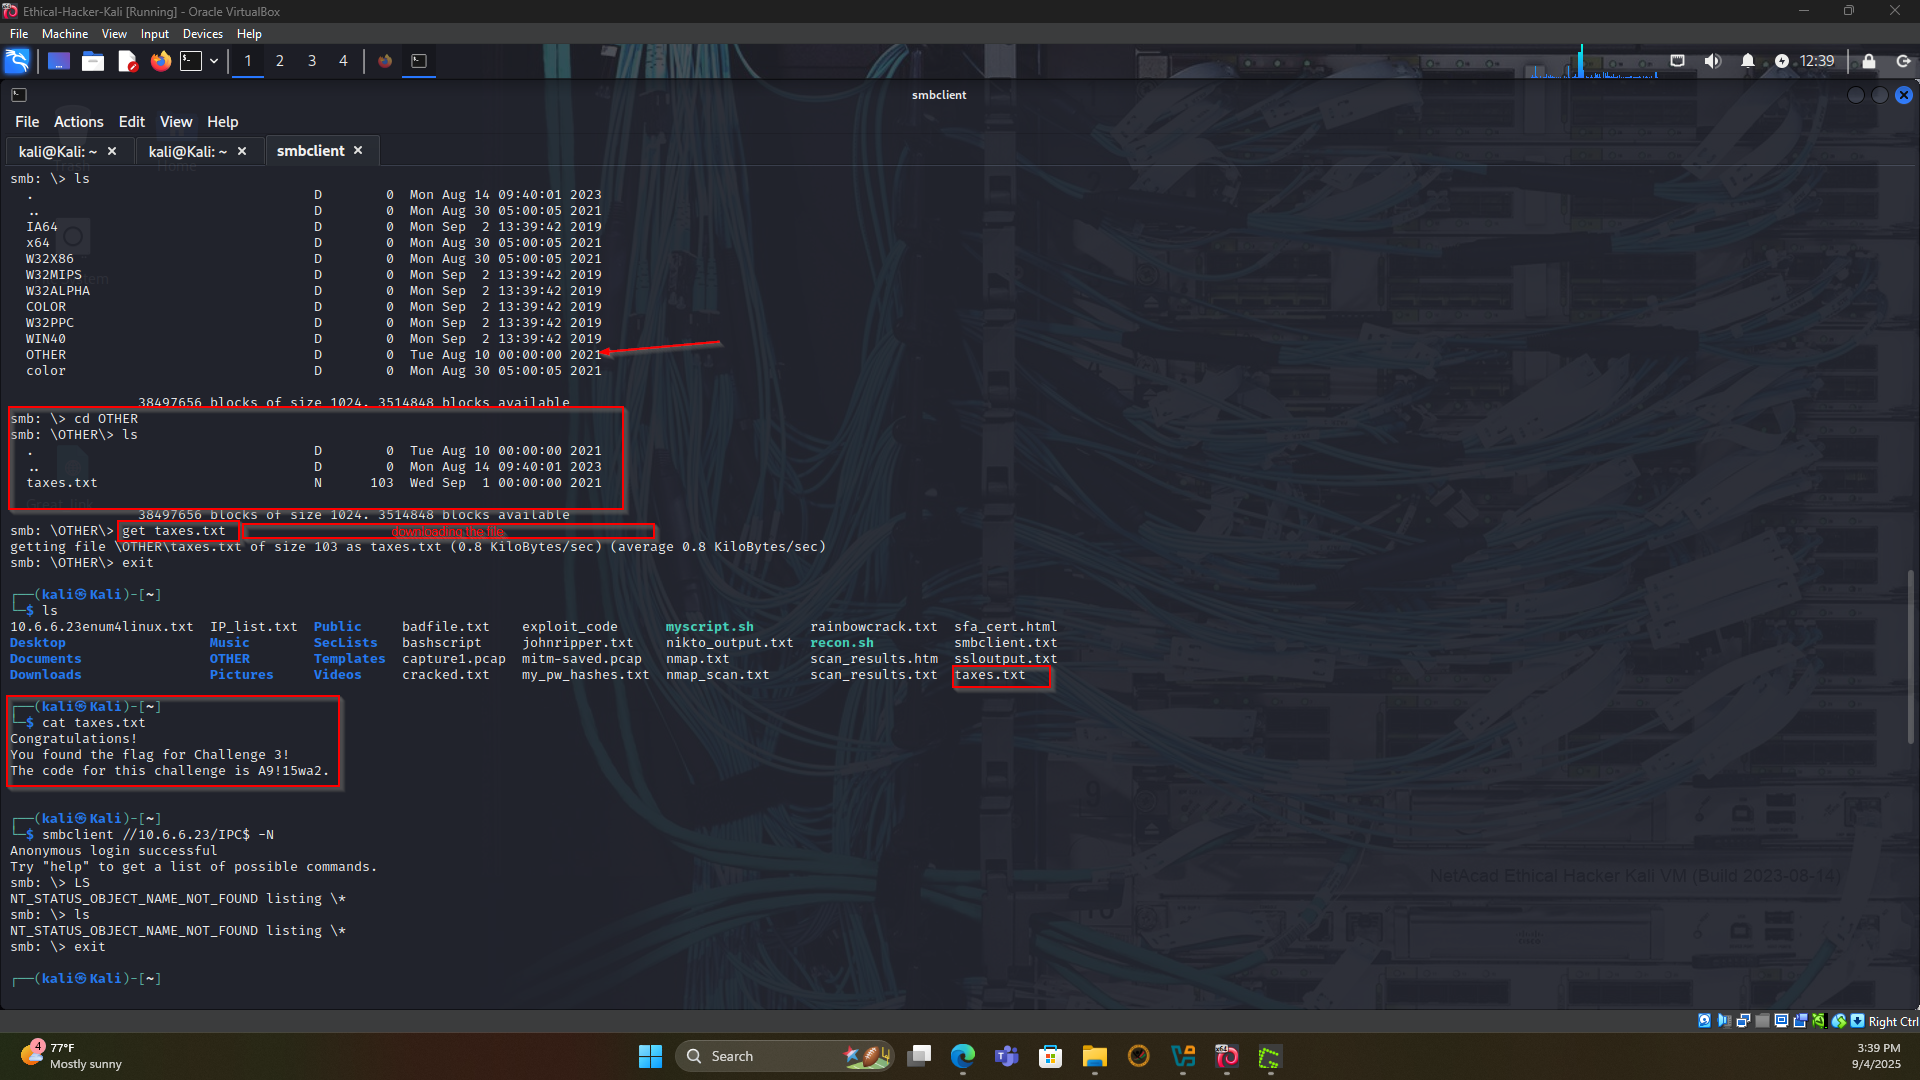 Ethical-Hacker-Kali [Running] - Oracle VirtualBox
File Machine View Input Devices Help
1 2 3 4 12:39
smbclient
File Actions Edit View Help
kali@Kali: ~ × kali@Kali: ~ × smbclient ×
smb: \> ls
. D 0 Mon Aug 14 09:40:01 2023
.. D 0 Mon Aug 30 05:00:05 2021
IA64 D 0 Mon Sep 2 13:39:42 2019
x64 D 0 Mon Aug 30 05:00:05 2021
W32X86 D 0 Mon Aug 30 05:00:05 2021
W32MIPS D 0 Mon Sep 2 13:39:42 2019
W32ALPHA D 0 Mon Sep 2 13:39:42 2019
COLOR D 0 Mon Sep 2 13:39:42 2019
W32PPC D 0 Mon Sep 2 13:39:42 2019
WIN40 D 0 Mon Sep 2 13:39:42 2019
OTHER D 0 Tue Aug 10 00:00:00 2021
color D 0 Mon Aug 30 05:00:05 2021
38497656 blocks of size 1024. 3514848 blocks available
smb: \> cd OTHER
smb: \OTHER\> ls
. D 0 Tue Aug 10 00:00:00 2021
.. D 0 Mon Aug 14 09:40:01 2023
taxes.txt N 103 Wed Sep 1 00:00:00 2021
38497656 blocks of size 1024. 3514848 blocks available
smb: \OTHER\> get taxes.txt downloading the file
getting file \OTHER\taxes.txt of size 103 as taxes.txt (0.8 KiloBytes/sec) (average 0.8 KiloBytes/sec)
smb: \OTHER\> exit
┌──(kali㉿Kali)-[~]
└─$ ls
10.6.6.23enum4linux.txt IP_list.txt Public badfile.txt exploit_code myscript.sh rainbowcrack.txt sfa_cert.html
Desktop Music SecLists bashscript johnripper.txt nikto_output.txt recon.sh smbclient.txt
Documents OTHER Templates capture1.pcap mitm-saved.pcap nmap.txt scan_results.htm ssloutput.txt
Downloads Pictures Videos cracked.txt my_pw_hashes.txt nmap_scan.txt scan_results.txt taxes.txt
┌──(kali㉿Kali)-[~]
└─$ cat taxes.txt
Congratulations!
You found the flag for Challenge 3!
The code for this challenge is A9!15wa2.
┌──(kali㉿Kali)-[~]
└─$ smbclient //10.6.6.23/IPC$ -N
Anonymous login successful
Try "help" to get a list of possible commands.
smb: \> LS
NT_STATUS_OBJECT_NAME_NOT_FOUND listing \*
smb: \> ls
NT_STATUS_OBJECT_NAME_NOT_FOUND listing \*
smb: \> exit
┌──(kali㉿Kali)-[~]
NetAcad Ethical Hacker Kali VM (Build 2023-08-14)
Right Ctrl
4 77°F
Mostly sunny
Search
3:39 PM
9/4/2025